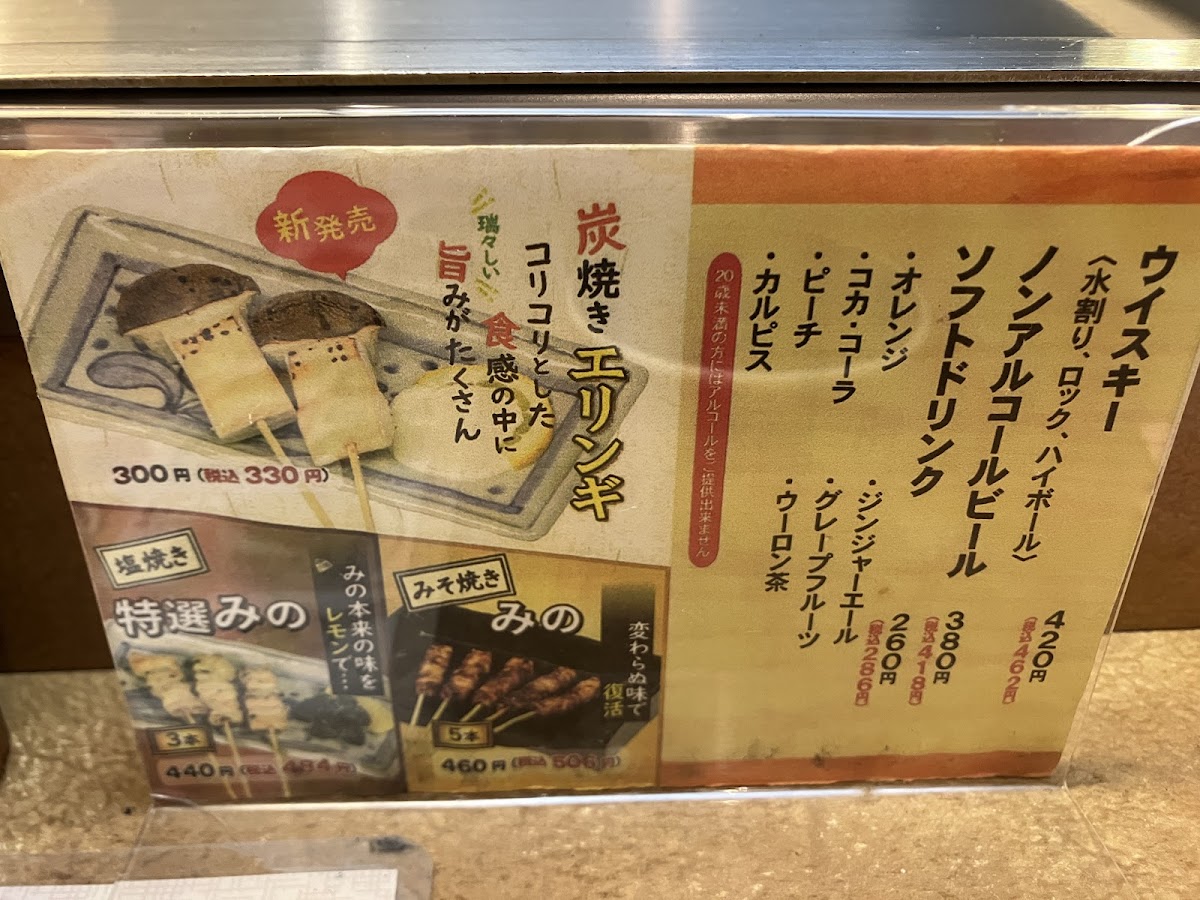 ウイスキー
〈水割り、ロック、ハイボール〉
420円
(税込462円)
ノンアルコールビール
380円
(税込418円)
ソフトドリンク
260円
(税込286円)
・オレンジ
・コカ・コーラ
・ピーチ
・カルピス
・ジンジャーエール
・グレープフルーツ
・ウーロン茶
20歳未満の方にはアルコールをご提供出来ません
新発売
炭焼きエリンギ
コリコリとした
食感の中に
瑞々しい
旨みがたくさん
300円(税込330円)
みそ焼き
みの
変わらぬ味で
復活
5本
460円(税込506円)
塩焼き
特選みの
みの本来の味を
レモンで…
3本
440円(税込484円)